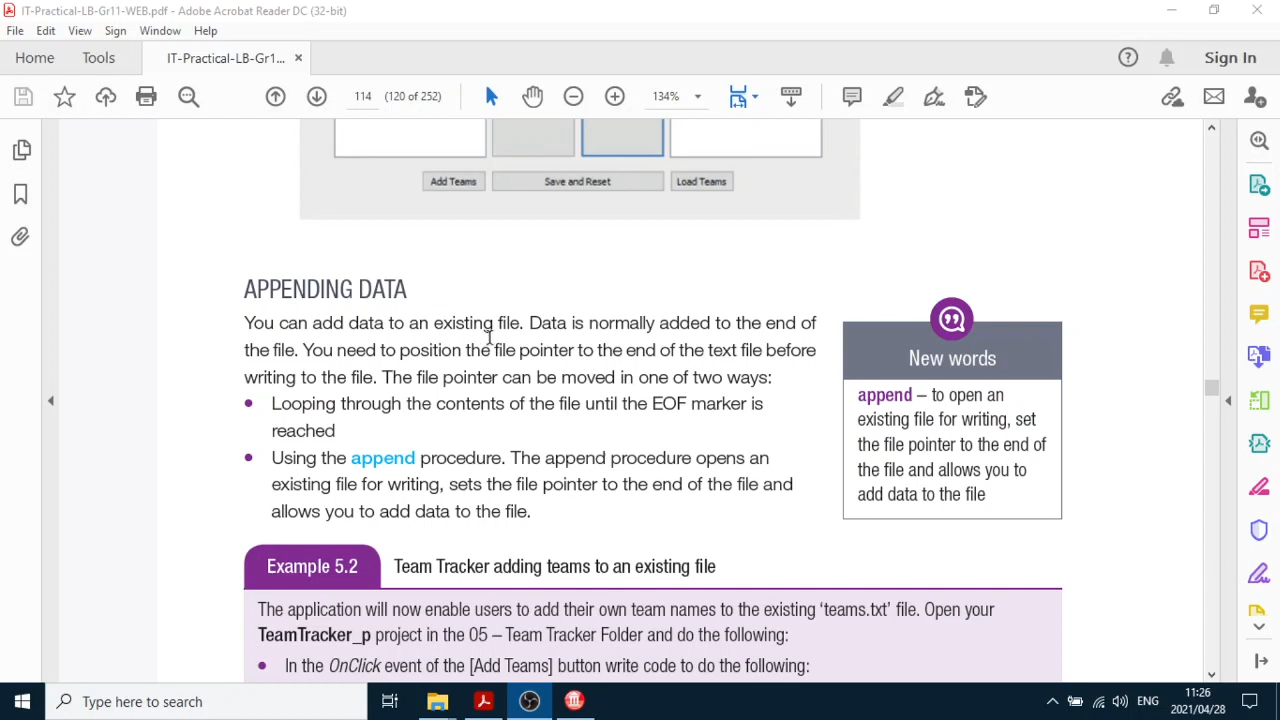 IT-Practical-LB-Gr11-WEB.pdf - Adobe Acrobat Reader DC (32-bit)
File Edit View Sign Window Help
Home Tools IT-Practical-LB-Gr1... × Sign In
114 (120 of 252) 134%
Add Teams Save and Reset Load Teams
APPENDING DATA
You can add data to an existing file. Data is normally added to the end of
the file. You need to position the file pointer to the end of the text file before
writing to the file. The file pointer can be moved in one of two ways:
• Looping through the contents of the file until the EOF marker is
reached
• Using the append procedure. The append procedure opens an
existing file for writing, sets the file pointer to the end of the file and
allows you to add data to the file.
New words
append – to open an
existing file for writing, set
the file pointer to the end of
the file and allows you to
add data to the file
Example 5.2 Team Tracker adding teams to an existing file
The application will now enable users to add their own team names to the existing ‘teams.txt’ file. Open your
TeamTracker_p project in the 05 – Team Tracker Folder and do the following:
• In the OnClick event of the [Add Teams] button write code to do the following:
Type here to search
ENG
11:26
2021/04/28